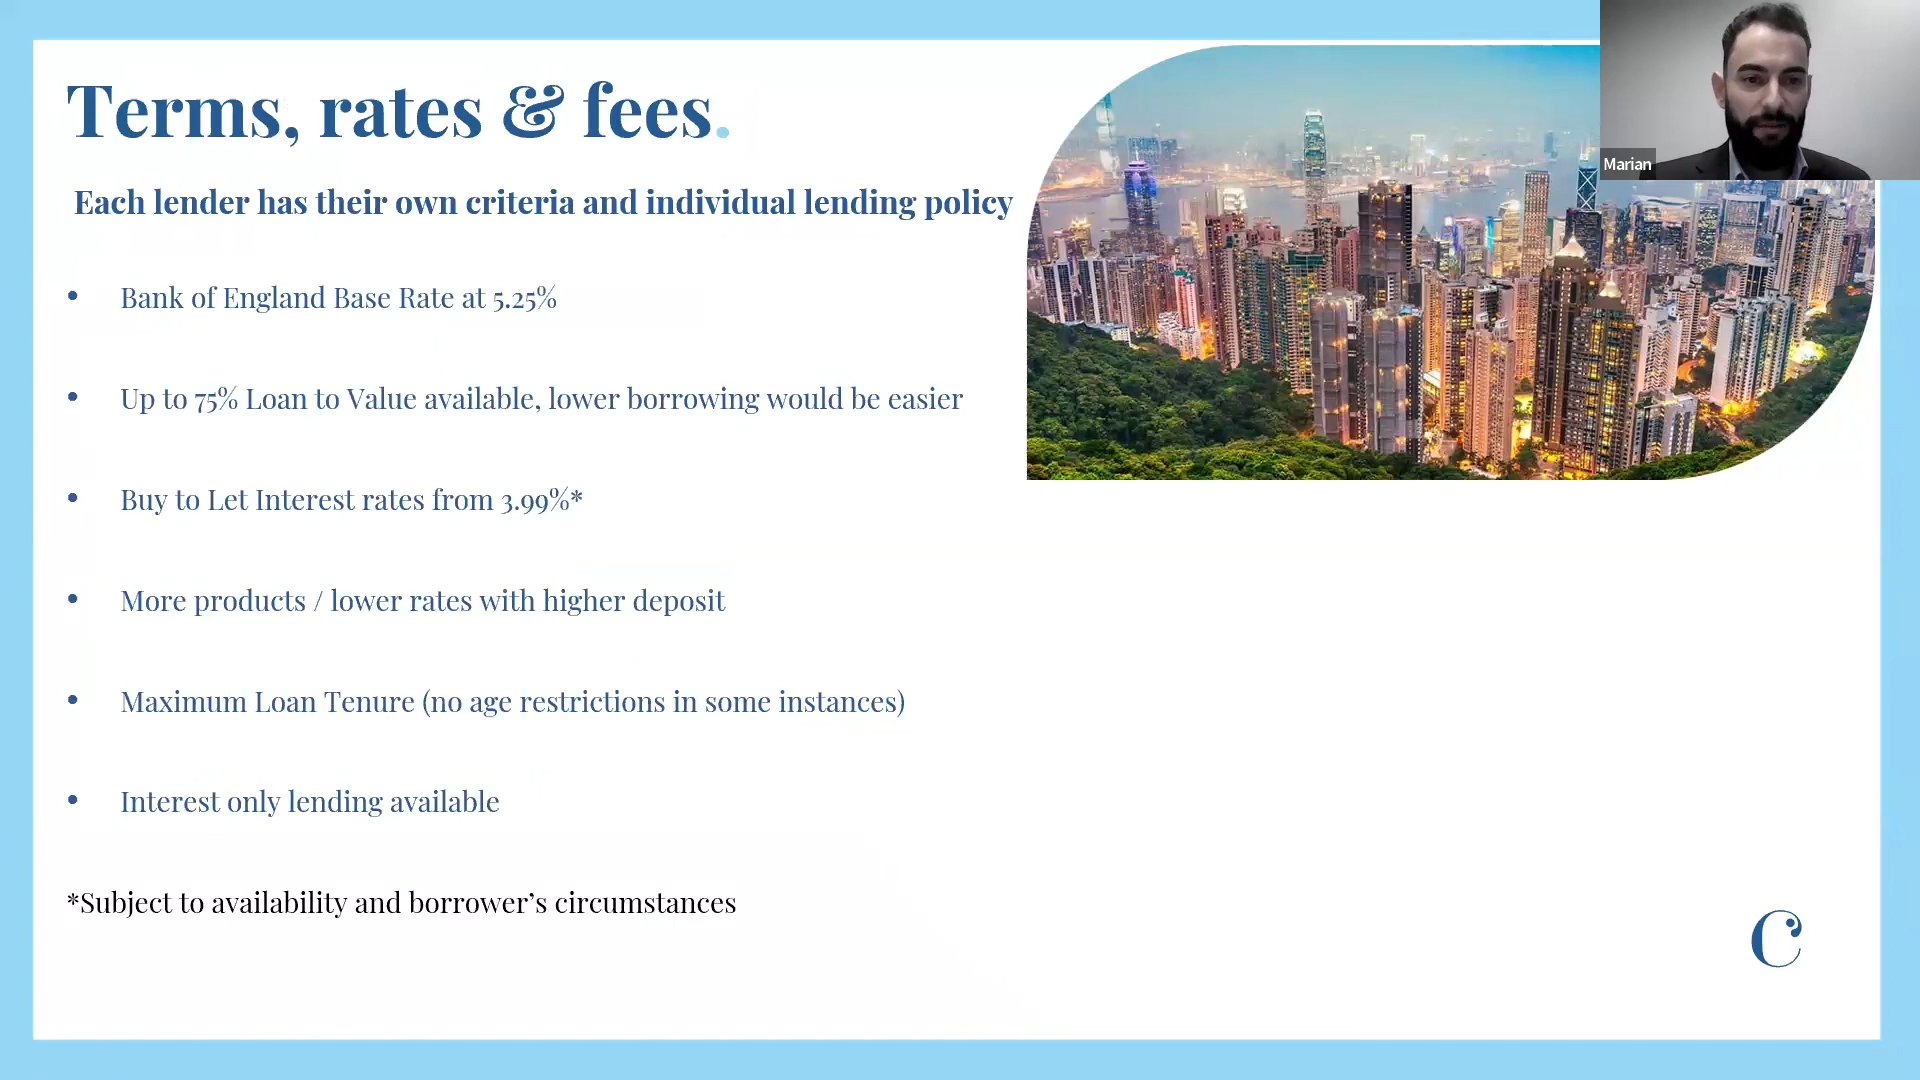 Terms, rates & fees.
Marian
Each lender has their own criteria and individual lending policy
• Bank of England Base Rate at 5.25%
• Up to 75% Loan to Value available, lower borrowing would be easier
• Buy to Let Interest rates from 3.99%*
• More products / lower rates with higher deposit
• Maximum Loan Tenure (no age restrictions in some instances)
• Interest only lending available
*Subject to availability and borrower’s circumstances
C